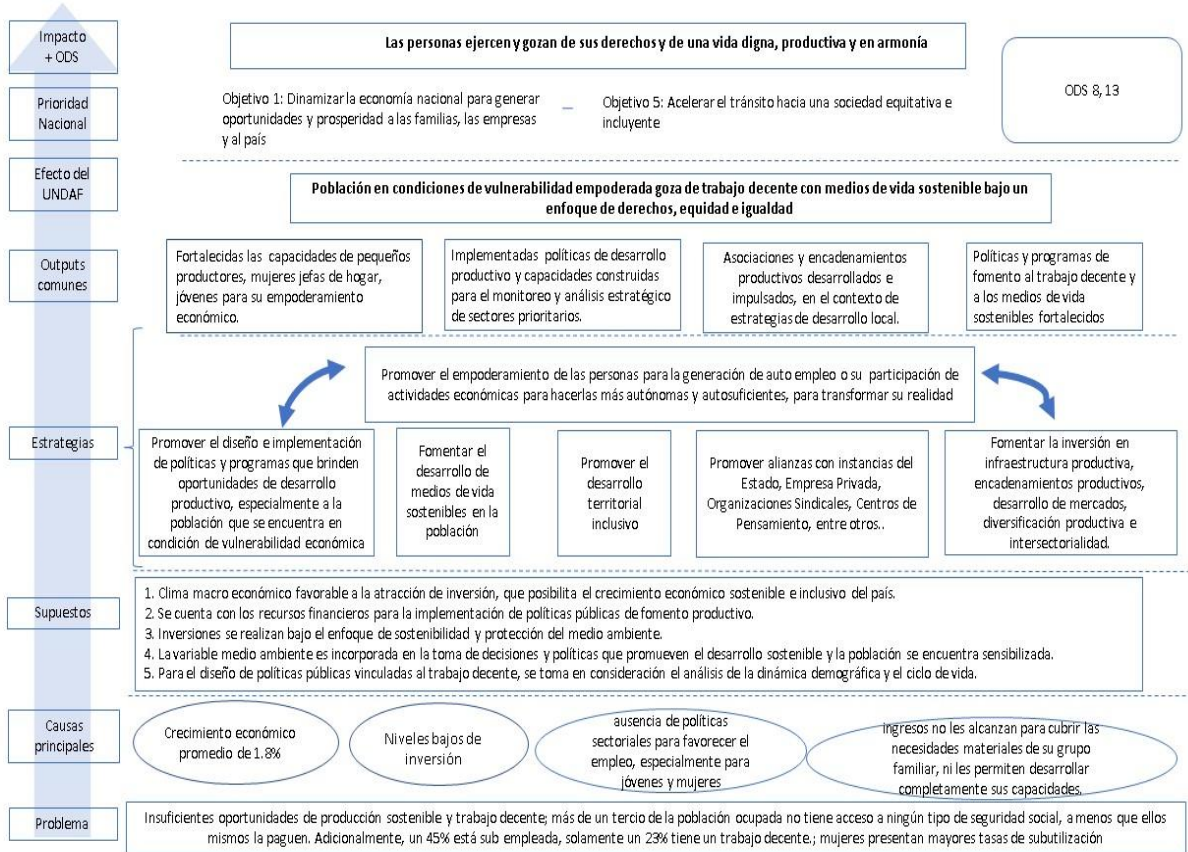 Impacto
+ ODS
Las personas ejercen y gozan de sus derechos y de una vida digna, productiva y en armonía
ODS 8, 13
Prioridad
Nacional
Objetivo 1: Dinamizar la economía nacional para generar
oportunidades y prosperidad a las familias, las empresas
y al país
Objetivo 5: Acelerar el tránsito hacia una sociedad equitativa e
incluyente
Efecto del
UNDAF
Población en condiciones de vulnerabilidad empoderada goza de trabajo decente con medios de vida sostenible bajo un
enfoque de derechos, equidad e igualdad
Outputs
comunes
Fortalecidas las capacidades de pequeños
productores, mujeres jefas de hogar,
jóvenes para su empoderamiento
económico.
Implementadas políticas de desarrollo
productivo y capacidades construidas
para el monitoreo y análisis estratégico
de sectores prioritarios.
Asociaciones y encadenamientos
productivos desarrollados e
impulsados, en el contexto de
estrategias de desarrollo local.
Políticas y programas de
fomento al trabajo decente y
a los medios de vida
sostenibles fortalecidos
Estrategias
Promover el empoderamiento de las personas para la generación de auto empleo o su participación de
actividades económicas para hacerlas más autónomas y autosuficientes, para transformar su realidad
Promover el diseño e implementación
de políticas y programas que brinden
oportunidades de desarrollo
productivo, especialmente a la
población que se encuentra en
condición de vulnerabilidad económica
Fomentar el
desarrollo de
medios de vida
sostenibles en la
población
Promover el
desarrollo
territorial
inclusivo
Promover alianzas con instancias del
Estado, Empresa Privada,
Organizaciones Sindicales, Centros de
Pensamiento, entre otros..
Fomentar la inversión en
infraestructura productiva,
encadenamientos productivos,
desarrollo de mercados,
diversificación productiva e
intersectorialidad.
Supuestos
1. Clima macro económico favorable a la atracción de inversión, que posibilita el crecimiento económico sostenible e inclusivo del país.
2. Se cuenta con los recursos financieros para la implementación de políticas públicas de fomento productivo.
3. Inversiones se realizan bajo el enfoque de sostenibilidad y protección del medio ambiente.
4. La variable medio ambiente es incorporada en la toma de decisiones y políticas que promueven el desarrollo sostenible y la población se encuentra sensibilizada.
5. Para el diseño de políticas públicas vinculadas al trabajo decente, se toma en consideración el análisis de la dinámica demográfica y el ciclo de vida.
Causas
principales
Crecimiento económico
promedio de 1.8%
Niveles bajos de
inversión
ausencia de políticas
sectoriales para favorecer el
empleo, especialmente para
jóvenes y mujeres
ingresos no les alcanzan para cubrir las
necesidades materiales de su grupo
familiar, ni les permiten desarrollar
completamente sus capacidades.
Problema
Insuficientes oportunidades de producción sostenible y trabajo decente; más de un tercio de la población ocupada no tiene acceso a ningún tipo de seguridad social, a menos que ellos
mismos la paguen. Adicionalmente, un 45% está sub empleada, solamente un 23% tiene un trabajo decente.; mujeres presentan mayores tasas de subutilización